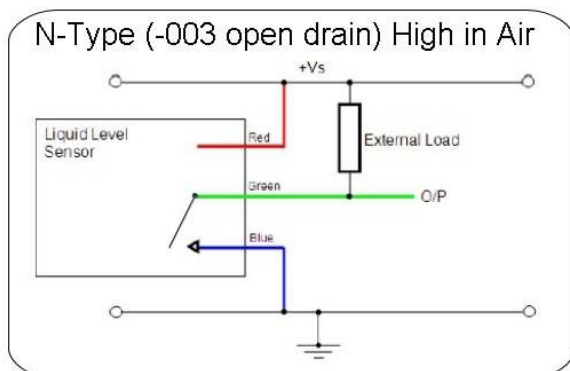 N-Type (-003 open drain) High in Air
+Vs
Liquid Level
Sensor
Red
External Load
Green
O/P
Blue